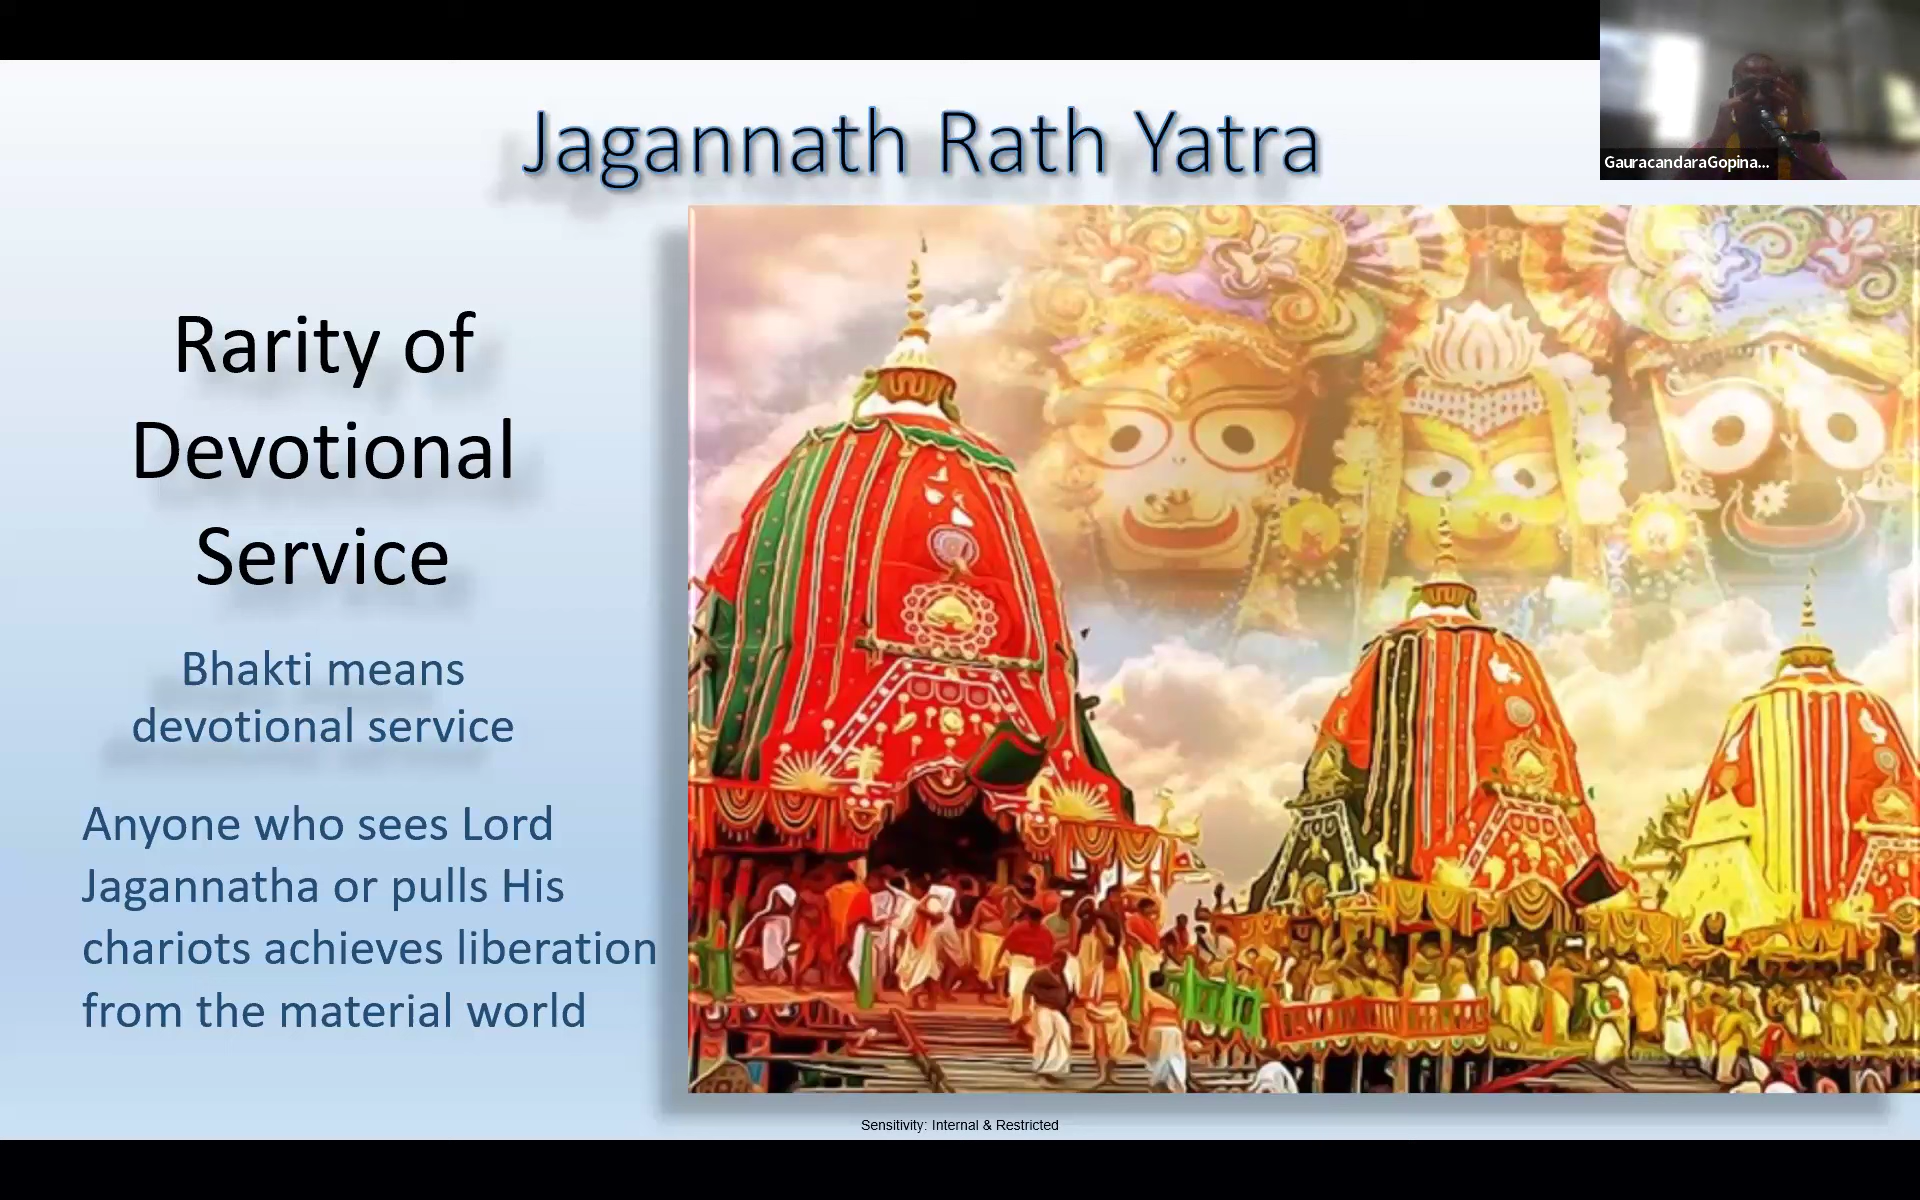 Jagannath Rath Yatra
GauracandaraGopina...
Rarity of
Devotional
Service
Bhakti means
devotional service
Anyone who sees Lord
Jagannatha or pulls His
chariots achieves liberation
from the material world
Sensitivity: Internal & Restricted